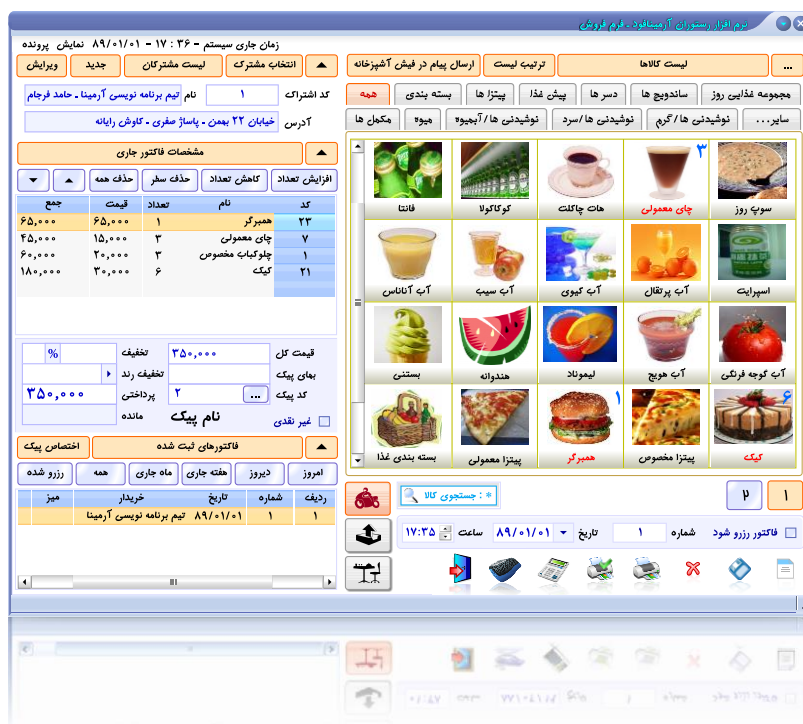 نرم افزار رستوران آرمینافود - فرم فروش
زمان جاری سیستم - ۱۷ : ۳۶ - ۸۹/۰۱/۰۱ نمایش پرونده
انتخاب مشترک لیست مشترکان جدید ویرایش
کد اشتراک ۱ نام تیم برنامه نویسی آرمینا - حامد فرجام
آدرس خیابان ۲۲ بهمن - پاساژ صفری - کاوش رایانه
مشخصات فاکتور جاری
افزایش تعداد کاهش تعداد حذف سطر حذف همه
کد نام تعداد قیمت جمع
۲۳ همبرگر ۱ ۶۵,۰۰۰ ۶۵,۰۰۰
۷ چای معمولی ۳ ۱۵,۰۰۰ ۴۵,۰۰۰
۱ چلوکباب مخصوص ۳ ۲۰,۰۰۰ ۶۰,۰۰۰
۲۱ کیک ۶ ۳۰,۰۰۰ ۱۸۰,۰۰۰
قیمت کل ۳۵۰,۰۰۰ تخفیف %
بهای پیک تخفیف رند
کد پیک ... ۲ پرداختی ۳۵۰,۰۰۰
غیر نقدی نام پیک مانده
فاکتورهای ثبت شده اختصاص پیک
امروز دیروز هفته جاری ماه جاری همه رزرو شده
ردیف شماره تاریخ خریدار میز
۱ ۱ ۸۹/۰۱/۰۱ تیم برنامه نویسی آرمینا
... لیست کالاها ترتیب لیست ارسال پیام در فیش آشپزخانه
مجموعه غذایی روز ساندویچ ها دسر ها پیش غذا پیتزا ها بسته بندی همه
سایر... نوشیدنی ها/گرم نوشیدنی ها/سرد نوشیدنی ها/آبمیوه میوه مکمل ها
۳
سوپ روز چای معمولی هات چاکلت کوکاکولا فانتا
اسپرایت آب پرتقال آب کیوی آب سیب آب آناناس
آب گوجه فرنگی آب هویج لیموناد هندوانه بستنی
۶ ۱
کیک پیتزا مخصوص همبرگر پیتزا معمولی بسته بندی غذا
۱ ۲ * : جستجوی کالا
فاکتور رزرو شود شماره ۱ تاریخ ۸۹/۰۱/۰۱ ساعت ۱۷:۳۵